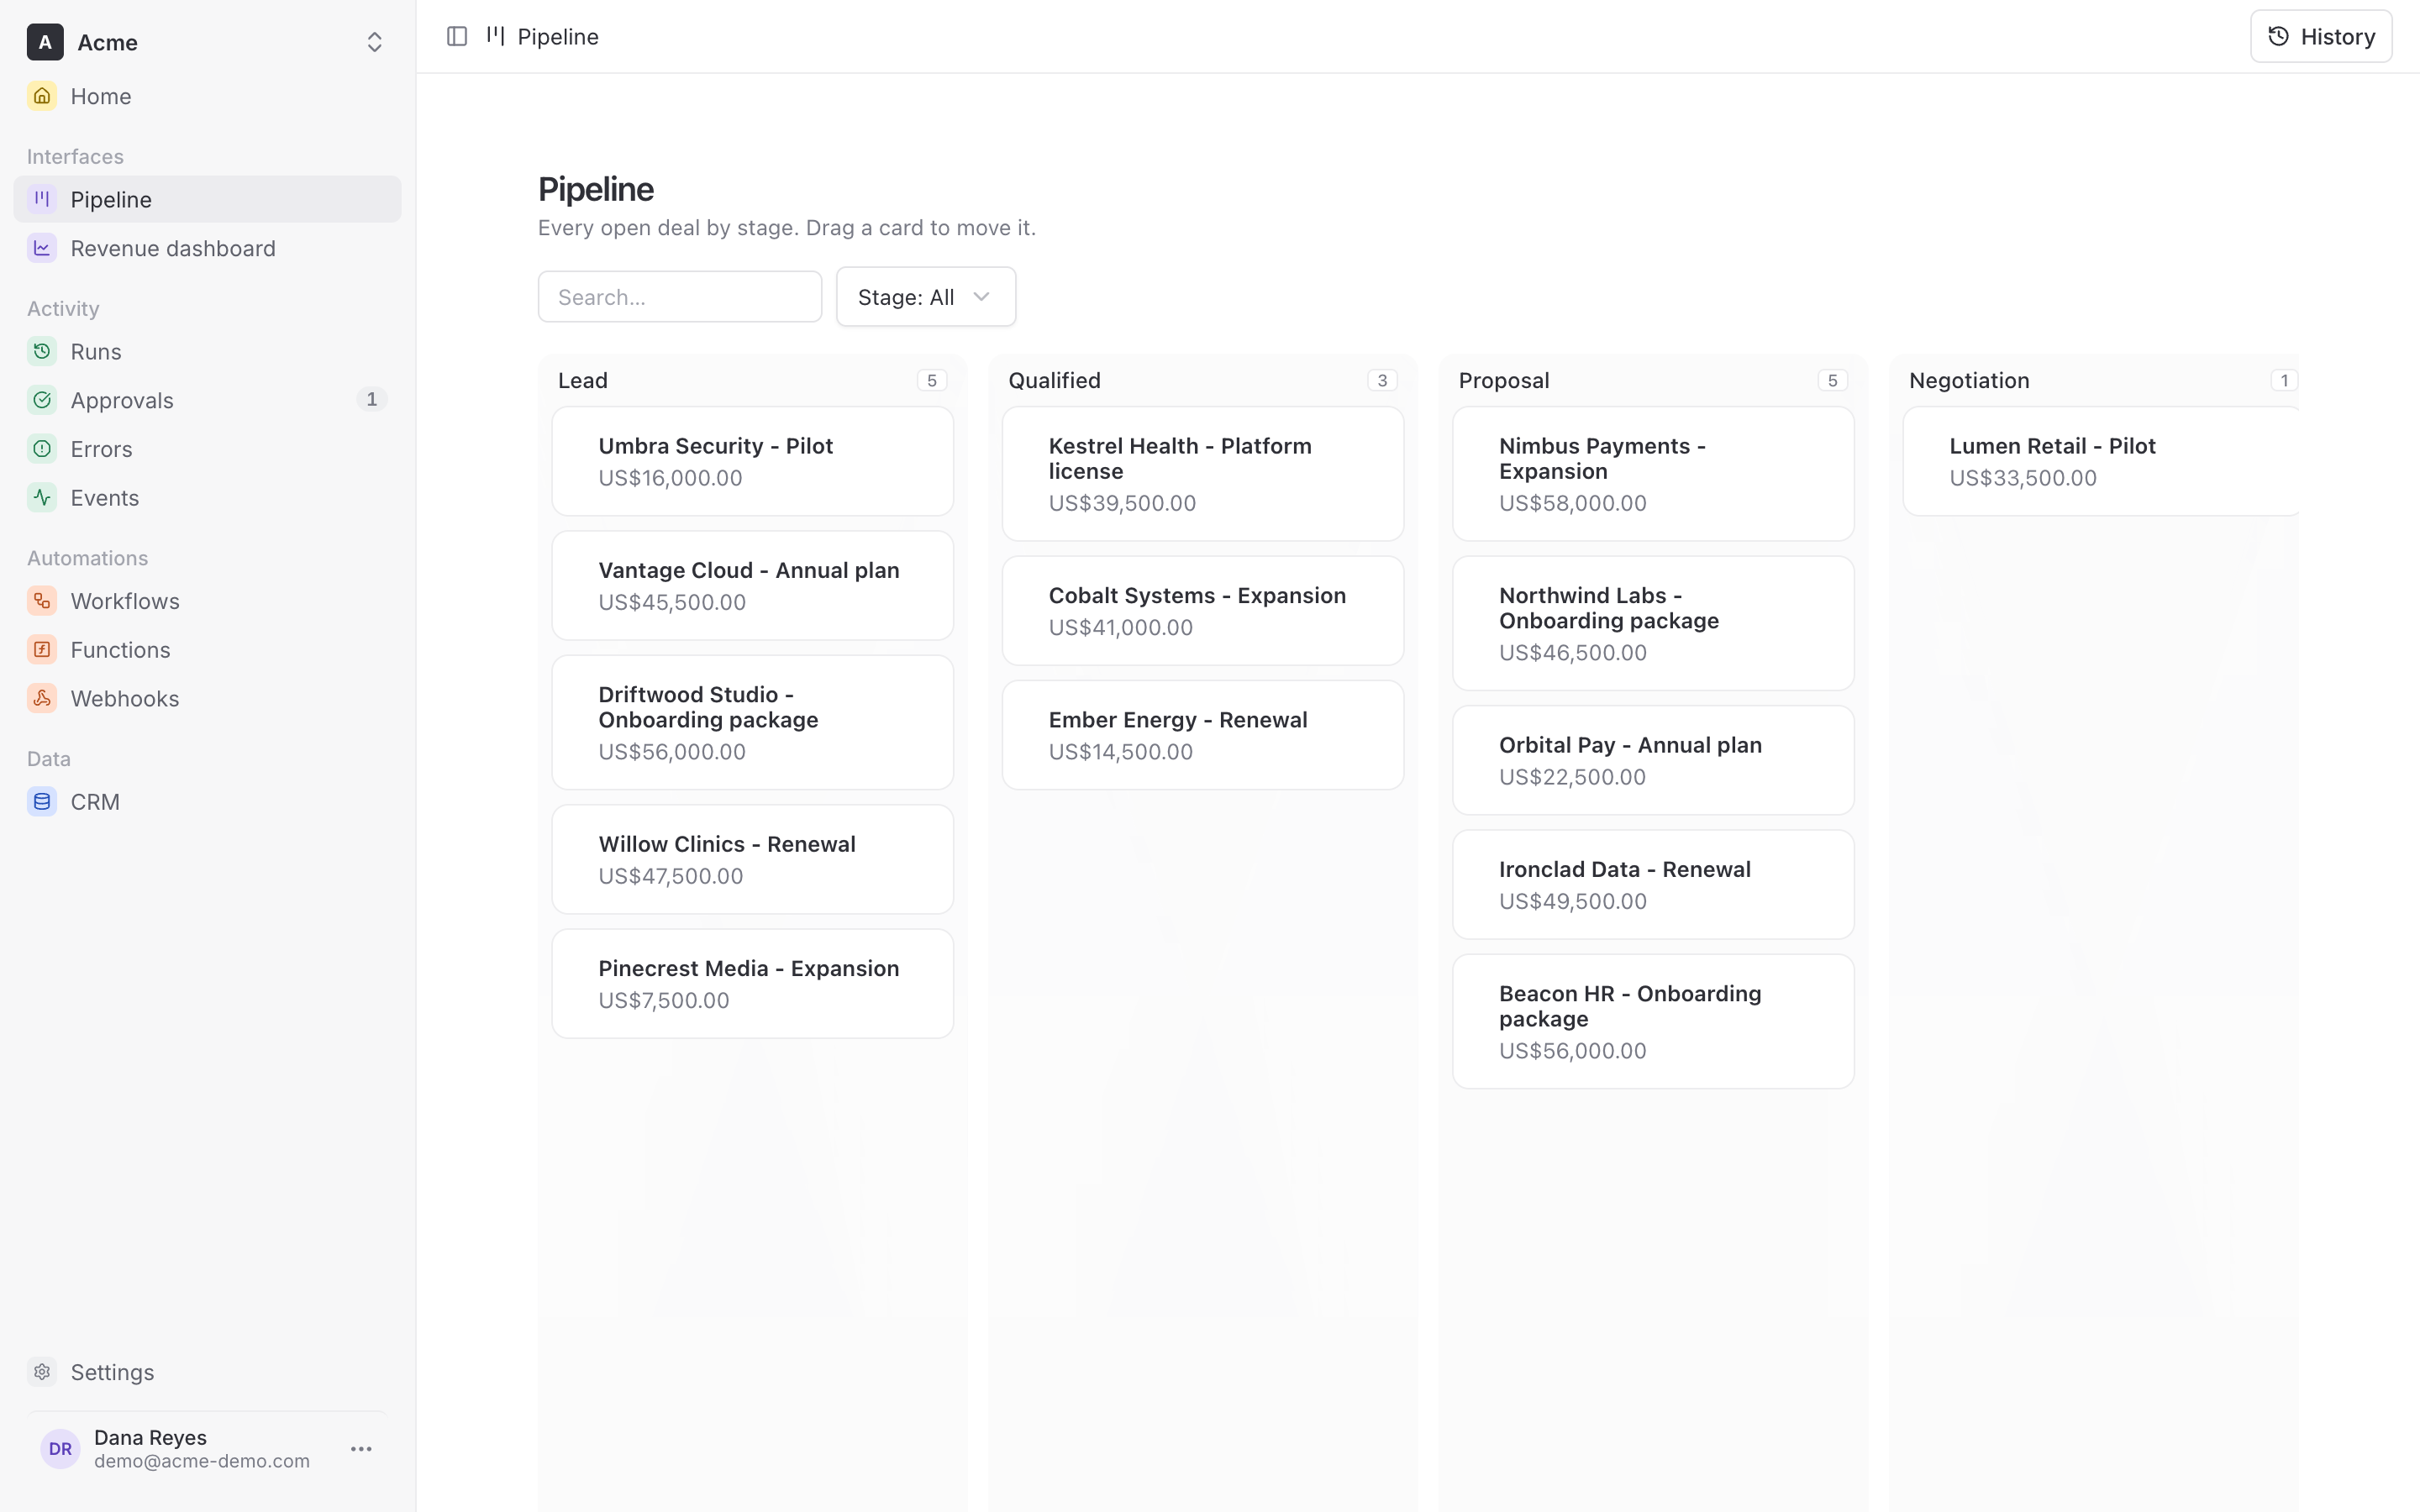 A Acme
Home
Interfaces
Pipeline
Revenue dashboard
Activity
Runs
Approvals 1
Errors
Events
Automations
Workflows
Functions
Webhooks
Data
CRM
Settings
DR
Dana Reyes
demo@acme-demo.com
Pipeline
History
Pipeline
Every open deal by stage. Drag a card to move it.
Search...
Stage: All
Lead 5
Umbra Security - Pilot
US$16,000.00
Vantage Cloud - Annual plan
US$45,500.00
Driftwood Studio -
Onboarding package
US$56,000.00
Willow Clinics - Renewal
US$47,500.00
Pinecrest Media - Expansion
US$7,500.00
Qualified 3
Kestrel Health - Platform
license
US$39,500.00
Cobalt Systems - Expansion
US$41,000.00
Ember Energy - Renewal
US$14,500.00
Proposal 5
Nimbus Payments -
Expansion
US$58,000.00
Northwind Labs -
Onboarding package
US$46,500.00
Orbital Pay - Annual plan
US$22,500.00
Ironclad Data - Renewal
US$49,500.00
Beacon HR - Onboarding
package
US$56,000.00
Negotiation 1
Lumen Retail - Pilot
US$33,500.00